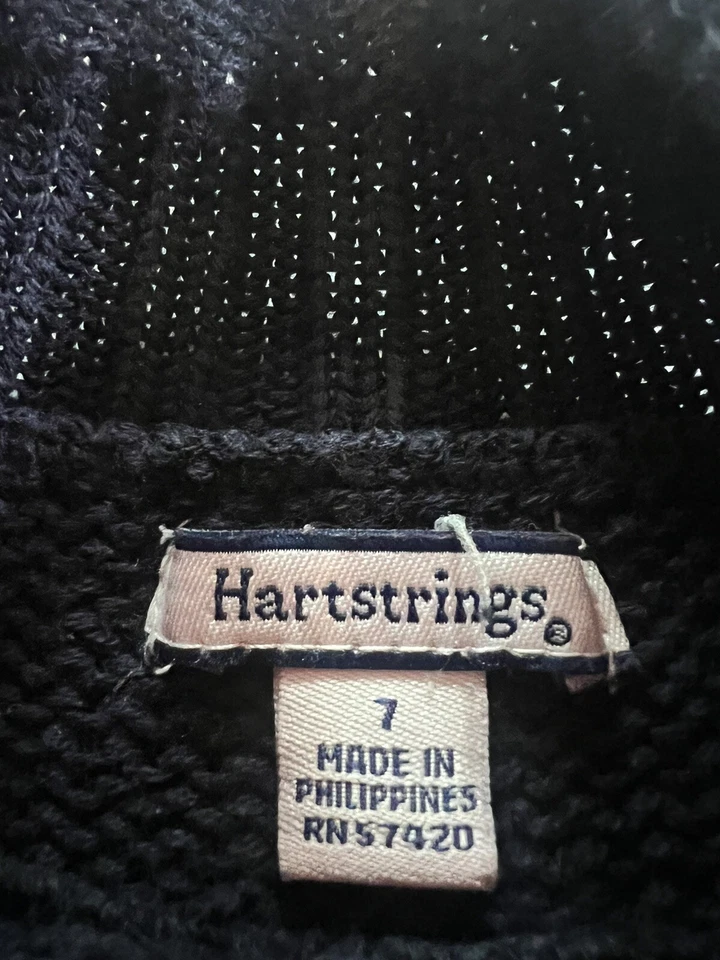 Hartstrings®
7
MADE IN
PHILIPPINES
RN 57420